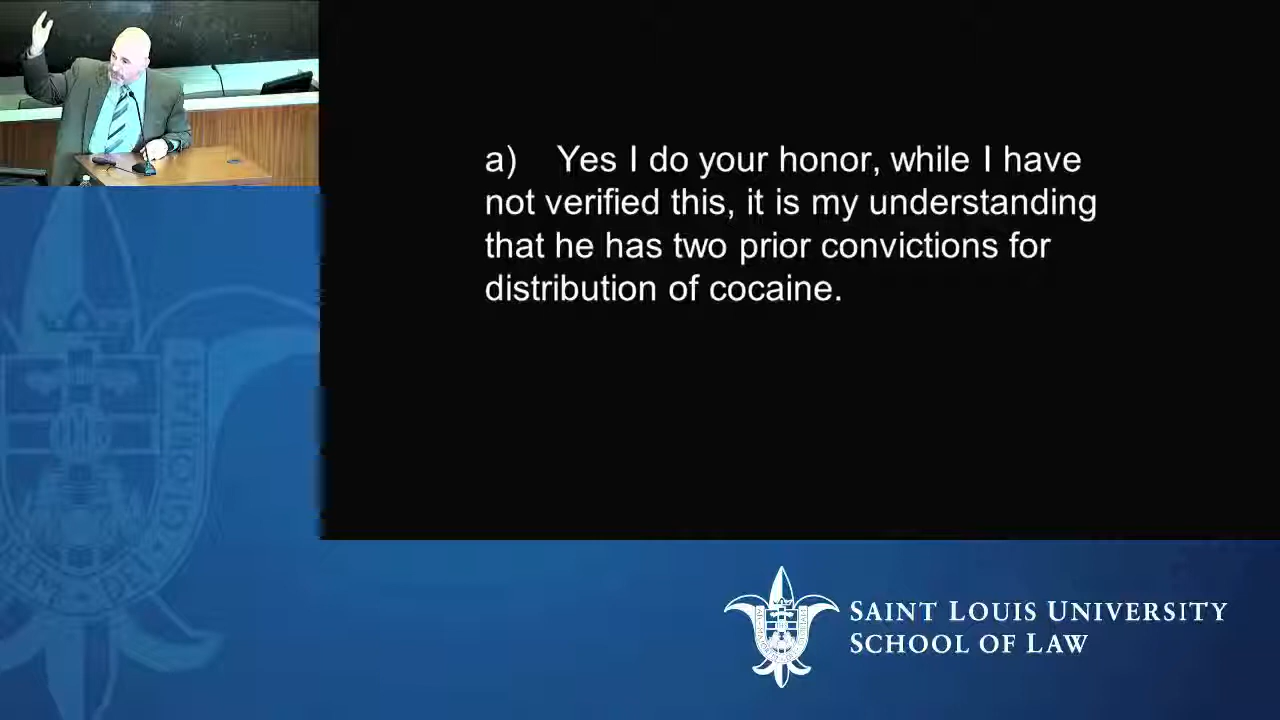 a) Yes I do your honor, while I have
not verified this, it is my understanding
that he has two prior convictions for
distribution of cocaine.
SAINT LOUIS UNIVERSITY
SCHOOL OF LAW